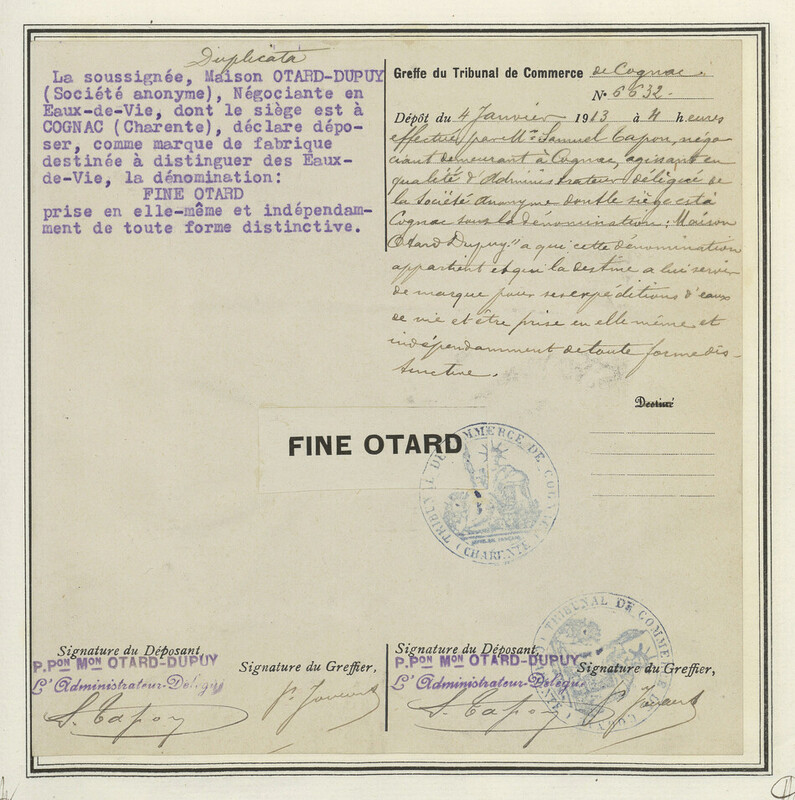 Duplicata
La soussignée, Maison OTARD-DUPUY
(Société anonyme), Négociante en
Eaux-de-Vie, dont le siège est à
COGNAC (Charente), déclare dépo-
ser, comme marque de fabrique
destinée à distinguer des Eaux-
de-Vie, la dénomination:
FINE OTARD
prise en elle-même et indépendam-
ment de toute forme distinctive.
Greffe du Tribunal de Commerce de Cognac.
N° 6632
Dépôt du 4 Janvier 1913 à 4 heures
effectué par Mr Samuel Capon, négo
ciant demeurant à Cognac, agissant en
qualité d'Administrateur délégué de
la Société Anonyme dont le siège est à
Cognac sous la dénomination: Maison
Otard Dupuy" a qui cette dénomination
appartient et qui la destine a lui servir
de marque pour ses expéditions d'eaux
de vie et être prise en elle même et
indépendamment de toute forme dis-
tinctive.
Destiné
FINE OTARD
TRIBUNAL DE COMMERCE DE COGNAC
(CHARENTE)
Signature du Déposant,
P. PON MON OTARD-DUPUY
L'Administrateur-Délégué
S. Capon
Signature du Greffier,
Signature du Déposant,
P. PON MON OTARD-DUPUY
L'Administrateur-Délégué
S. Capon
Signature du Greffier,
TRIBUNAL DE COMMERCE